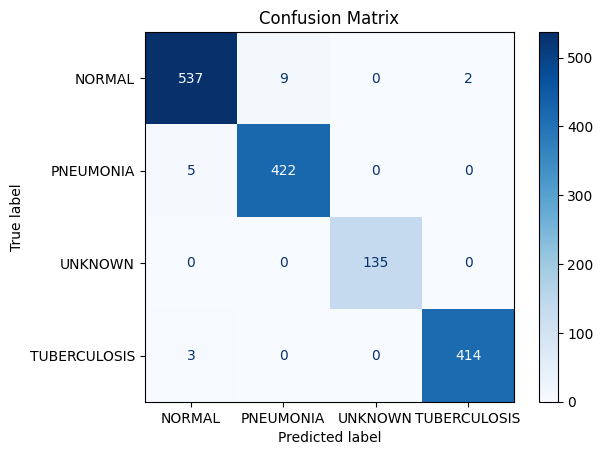 Confusion Matrix
True label
NORMAL 537 9 0 2
PNEUMONIA 5 422 0 0
UNKNOWN 0 0 135 0
TUBERCULOSIS 3 0 0 414
NORMAL PNEUMONIA UNKNOWN TUBERCULOSIS
Predicted label
500
400
300
200
100
0